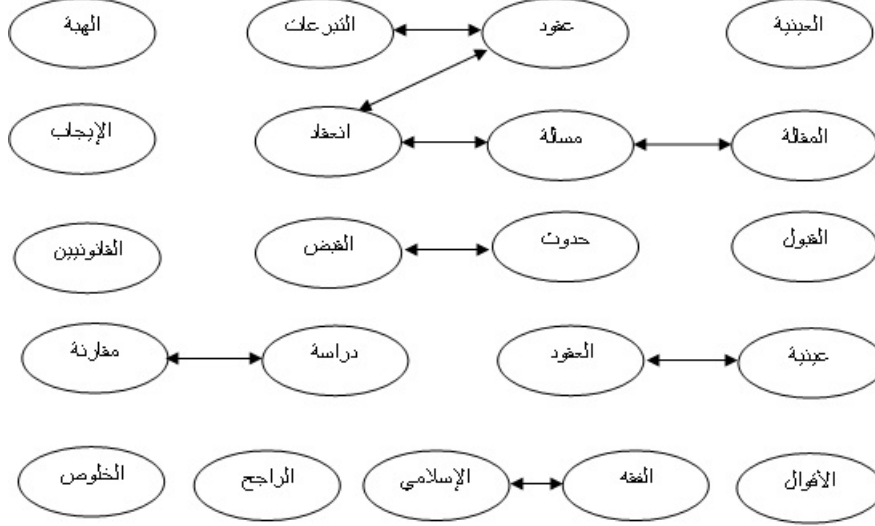 العينية عقود التبرعات الهبة
المقالة مسألة انعقاد الإيجاب
القبول حدوث القبض القانونيين
عينية العقود دراسة مقارنة
الأقوال الفقه الإسلامي الراجح الخلوص